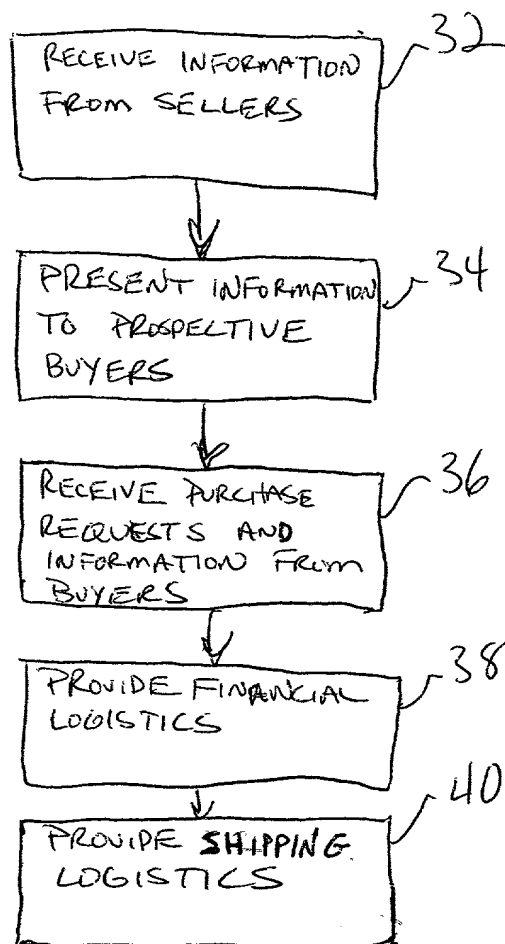 32
RECEIVE INFORMATION
FROM SELLERS
34
PRESENT INFORMATION
TO PROSPECTIVE
BUYERS
36
RECEIVE PURCHASE
REQUESTS AND
INFORMATION FROM
BUYERS
38
PROVIDE FINANCIAL
LOGISTICS
40
PROVIDE SHIPPING
LOGISTICS